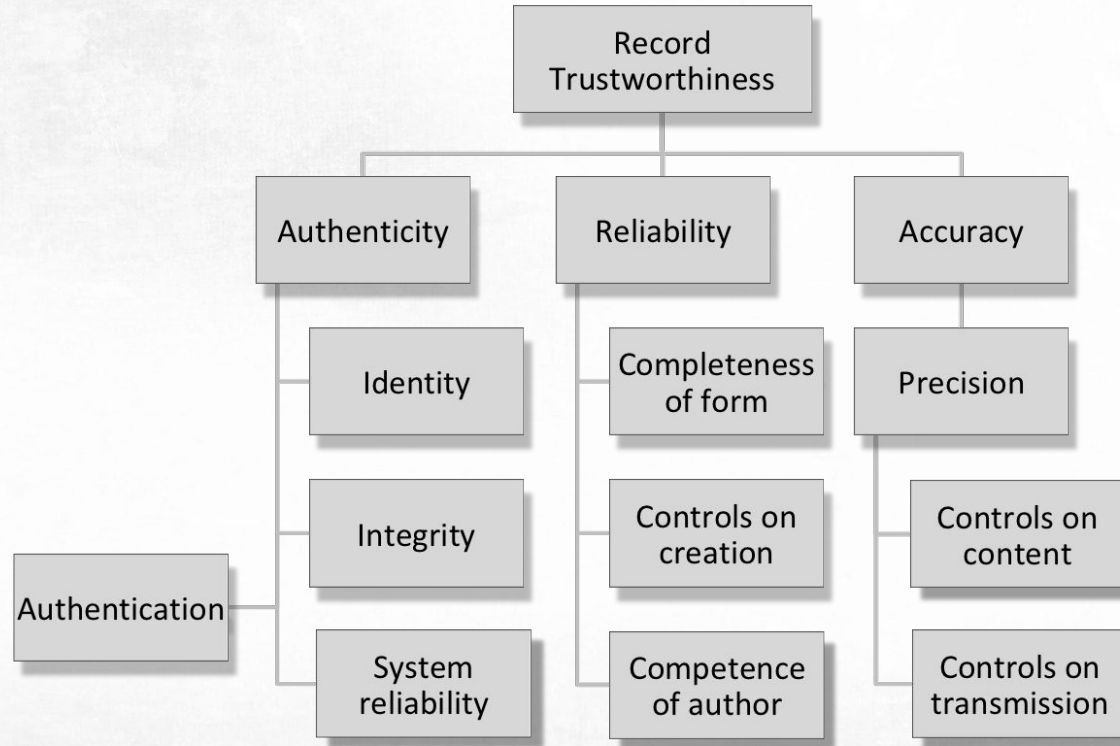 Record
Trustworthiness
Authenticity
Reliability
Accuracy
Identity
Completeness
of form
Precision
Integrity
Controls on
creation
Controls on
content
Authentication
System
reliability
Competence
of author
Controls on
transmission